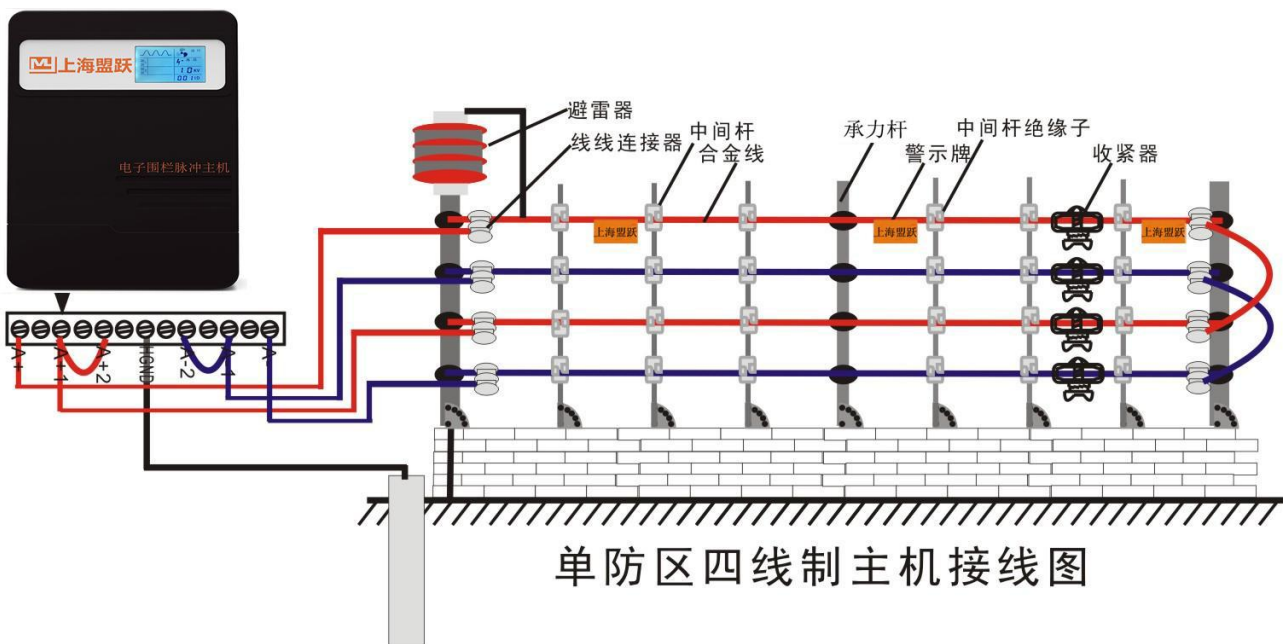 上海盟跃
电子围栏脉冲主机
避雷器
线线连接器
中间杆
合金线
承力杆
警示牌
中间杆绝缘子
收紧器
上海盟跃
上海盟跃
上海盟跃
A+
A+1
A+2
HGND
A-2
A-1
A-
单防区四线制主机接线图